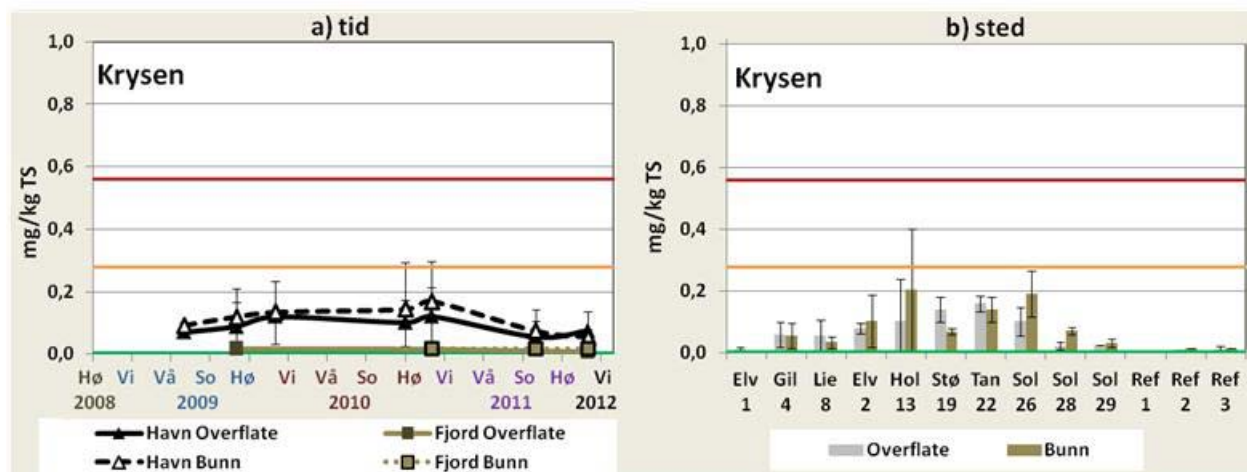 a) tid
Krysen
mg/kg TS
1,0
0,8
0,6
0,4
0,2
0,0
Hø Vi Vå So Hø Vi Vå So Hø Vi Vå So Hø Vi
2008 2009 2010 2011 2012
Havn Overflate Fjord Overflate
Havn Bunn Fjord Bunn
b) sted
Krysen
mg/kg TS
1,0
0,8
0,6
0,4
0,2
0,0
Elv Gil Lie Elv Hol Stø Tan Sol Sol Sol Ref Ref Ref
1 4 8 2 13 19 22 26 28 29 1 2 3
Overflate Bunn